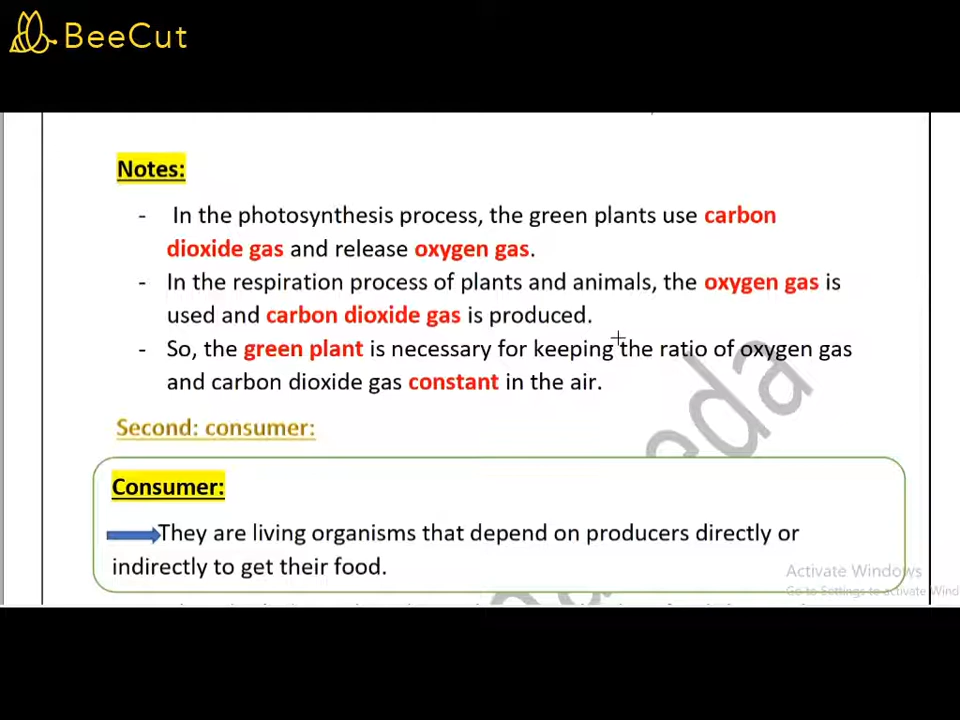 BeeCut
Notes:
- In the photosynthesis process, the green plants use carbon
dioxide gas and release oxygen gas.
- In the respiration process of plants and animals, the oxygen gas is
used and carbon dioxide gas is produced.
- So, the green plant is necessary for keeping the ratio of oxygen gas
and carbon dioxide gas constant in the air.
Second: consumer:
Consumer:
They are living organisms that depend on producers directly or
indirectly to get their food.
Activate Windows
Go to Settings to activate Wind